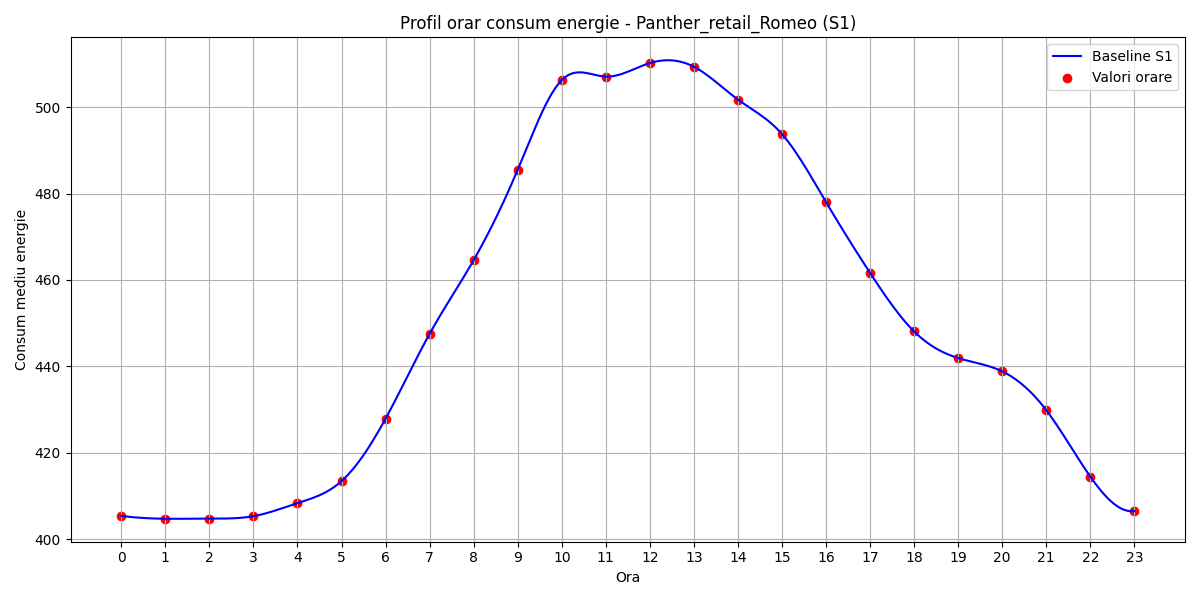 Profil orar consum energie - Panther_retail_Romeo (S1)
Baseline S1
Valori orare
Consum mediu energie
500
480
460
440
420
400
0 1 2 3 4 5 6 7 8 9 10 11 12 13 14 15 16 17 18 19 20 21 22 23
Ora